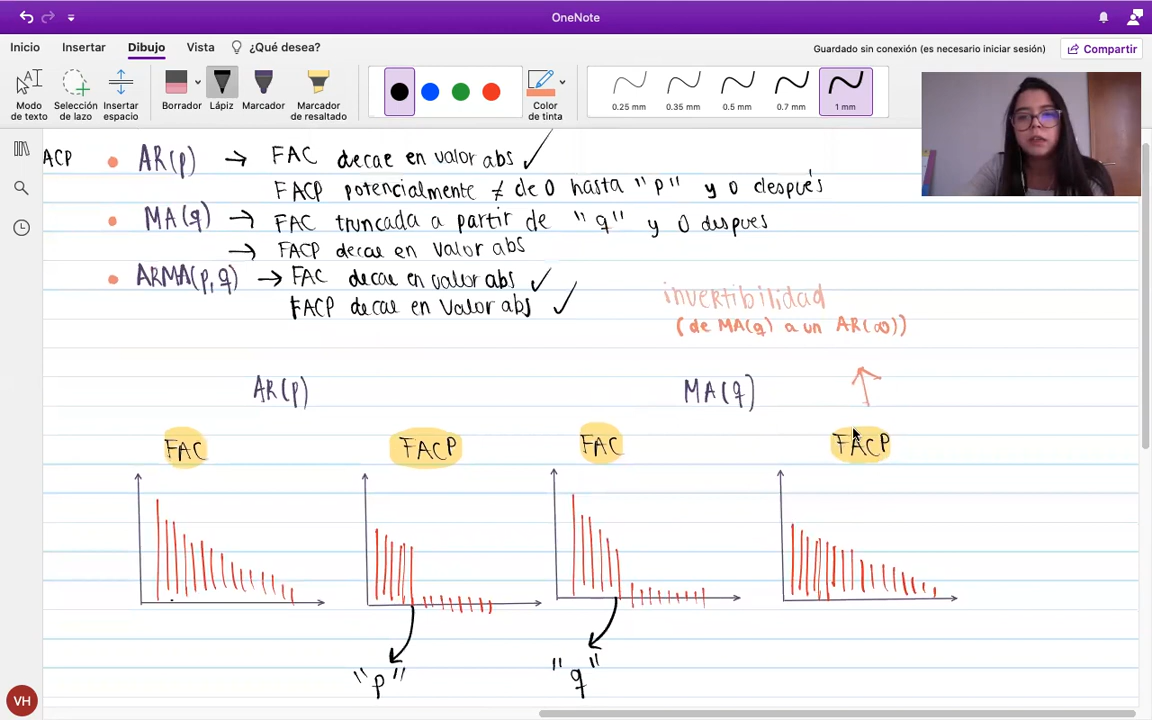 OneNote
Inicio Insertar Dibujo Vista ¿Qué desea?
Guardado sin conexión (es necesario iniciar sesión)
Compartir
Modo de texto
Selección de lazo
Insertar espacio
Borrador
Lápiz
Marcador
Marcador de resaltado
Color de tinta
0.25 mm
0.35 mm
0.5 mm
0.7 mm
1 mm
ACP
• AR(p) → FAC decae en valor abs ✓
FACP potencialmente ≠ de 0 hasta "p" y 0 después
• MA(q) → FAC truncada a partir de "q" y 0 despues
→ FACP decae en valor abs
• ARMA(p,q) → FAC decae en valor abs ✓
FACP decae en valor abs ✓
invertibilidad
(de MA(q) a un AR(∞))
AR(p)
MA(q)
FAC
FACP
FAC
FACP
"p"
"q"
VH